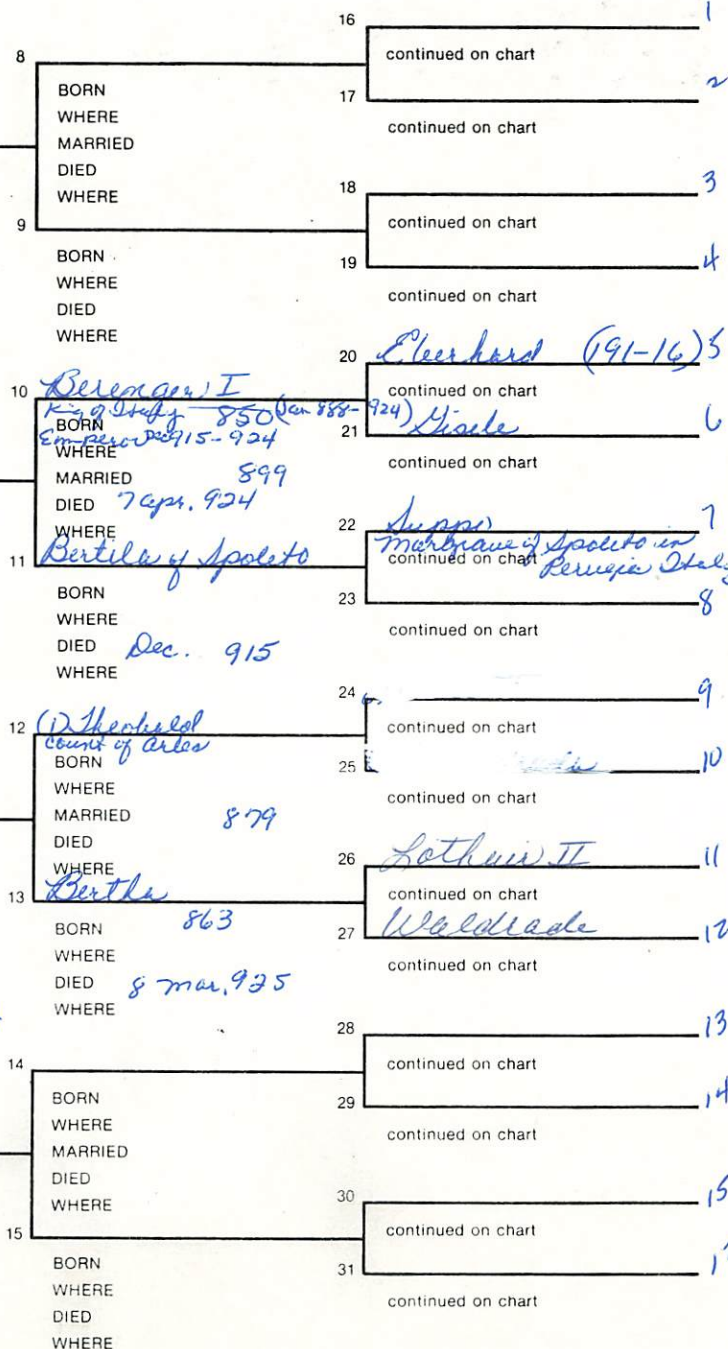 16
1
continued on chart
8
BORN
WHERE
MARRIED
DIED
WHERE
17
2
continued on chart
18
3
continued on chart
9
BORN
WHERE
DIED
WHERE
19
4
continued on chart
20
Eberhard (191-16) 5
continued on chart
10
Berenger I
King of Italy 850 (Jan 888-924)
BORN
Emperor Dec 915-924
WHERE
MARRIED 899
DIED 7 apr. 924
WHERE
21
Gisele 6
continued on chart
22
Suppo 7
Margrave of Spoleto in
continued on chart
Perugia Italy
11
Bertila of Spoleto
BORN
WHERE
DIED Dec. 915
WHERE
23
8
continued on chart
24
9
continued on chart
12
(1) Theobald
Count of Arles
BORN
WHERE
MARRIED 879
DIED
WHERE
25
10
continued on chart
26
Lothair II 11
continued on chart
13
Bertha
BORN 863
WHERE
DIED 8 Mar. 925
WHERE
27
Waldrade 12
continued on chart
28
13
continued on chart
14
BORN
WHERE
MARRIED
DIED
WHERE
29
14
continued on chart
30
15
continued on chart
15
BORN
WHERE
DIED
WHERE
31
continued on chart